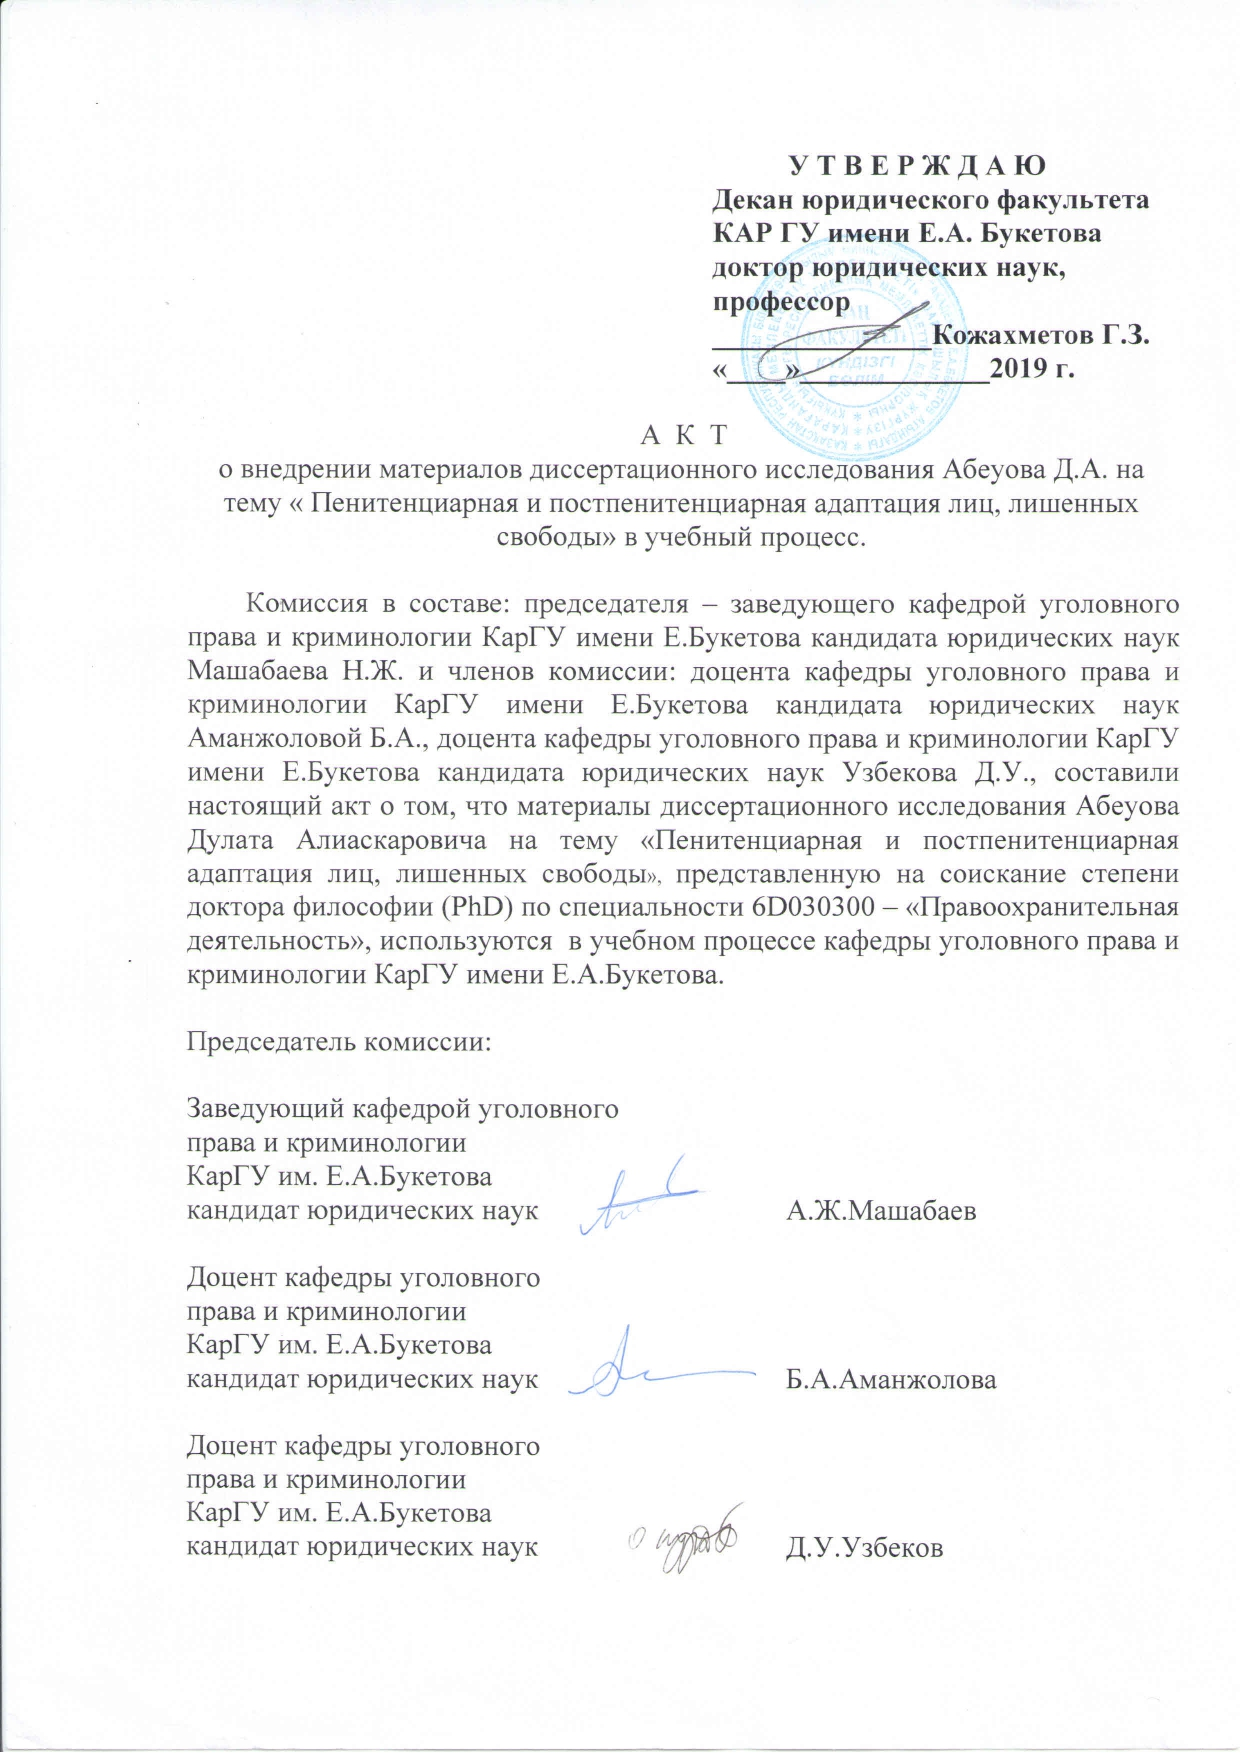 У Т В Е Р Ж Д А Ю
Декан юридического факультета
КАР ГУ имени Е.А. Букетова
доктор юридических наук,
профессор
_______________Кожахметов Г.З.
«____»_____________2019 г.
ФАКУЛЬТЕТІ
КҮНДІЗГІ
БӨЛІМ
А К Т
о внедрении материалов диссертационного исследования Абеуова Д.А. на
тему « Пенитенциарная и постпенитенциарная адаптация лиц, лишенных
свободы» в учебный процесс.
Комиссия в составе: председателя – заведующего кафедрой уголовного
права и криминологии КарГУ имени Е.Букетова кандидата юридических наук
Машабаева Н.Ж. и членов комиссии: доцента кафедры уголовного права и
криминологии КарГУ имени Е.Букетова кандидата юридических наук
Аманжоловой Б.А., доцента кафедры уголовного права и криминологии КарГУ
имени Е.Букетова кандидата юридических наук Узбекова Д.У., составили
настоящий акт о том, что материалы диссертационного исследования Абеуова
Дулата Алиаскаровича на тему «Пенитенциарная и постпенитенциарная
адаптация лиц, лишенных свободы», представленную на соискание степени
доктора философии (PhD) по специальности 6D030300 – «Правоохранительная
деятельность», используются в учебном процессе кафедры уголовного права и
криминологии КарГУ имени Е.А.Букетова.
Председатель комиссии:
Заведующий кафедрой уголовного
права и криминологии
КарГУ им. Е.А.Букетова
кандидат юридических наук А.Ж.Машабаев
Доцент кафедры уголовного
права и криминологии
КарГУ им. Е.А.Букетова
кандидат юридических наук Б.А.Аманжолова
Доцент кафедры уголовного
права и криминологии
КарГУ им. Е.А.Букетова
кандидат юридических наук Д.У.Узбеков